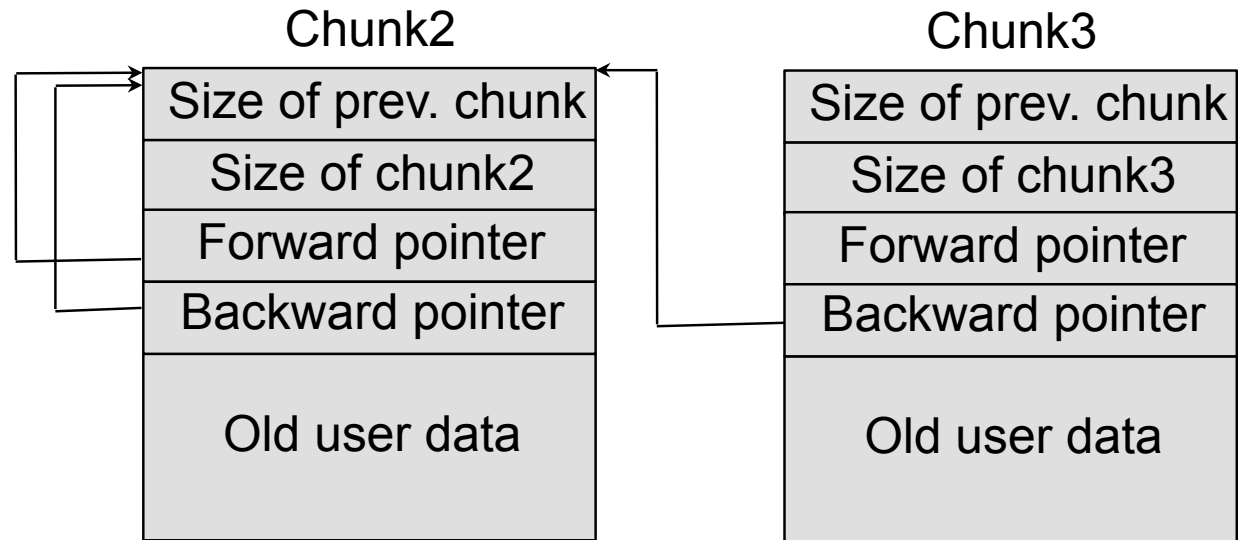 Chunk2
Size of prev. chunk
Size of chunk2
Forward pointer
Backward pointer
Old user data
Chunk3
Size of prev. chunk
Size of chunk3
Forward pointer
Backward pointer
Old user data